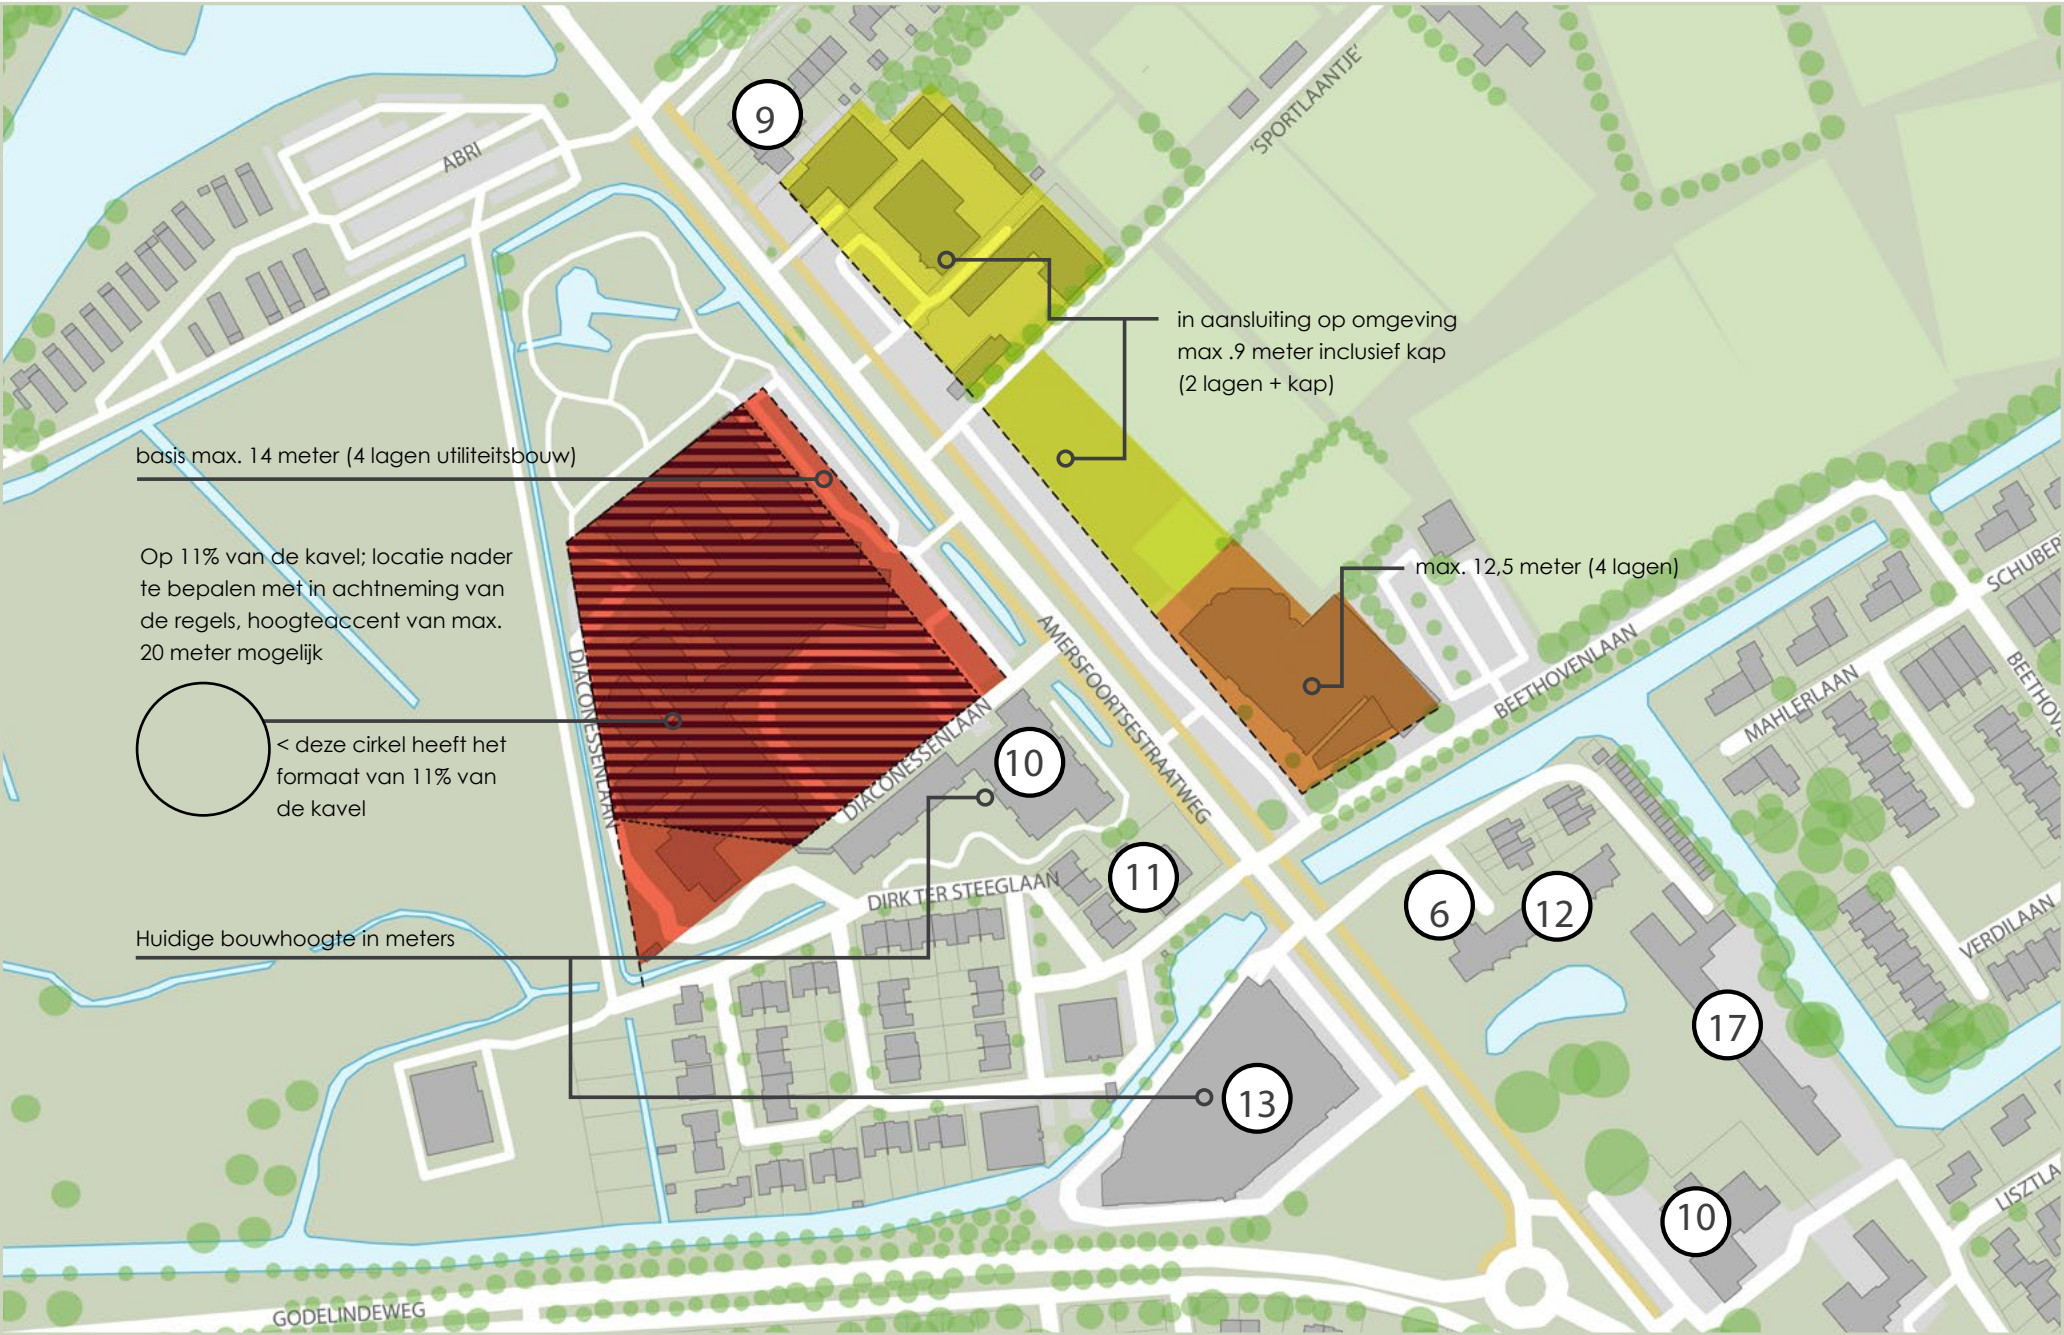 9
ABRI
'SPORTLAANTJE'
in aansluiting op omgeving
max .9 meter inclusief kap
(2 lagen + kap)
basis max. 14 meter (4 lagen utiliteitsbouw)
Op 11% van de kavel; locatie nader
te bepalen met in achtneming van
de regels, hoogteaccent van max.
20 meter mogelijk
< deze cirkel heeft het
formaat van 11% van
de kavel
max. 12,5 meter (4 lagen)
SCHUBER
BEETHOVENLAAN
MAHLERLAAN
BEETHOV
AMERSFOORTSESTRAATWEG
DIACONESSENLAAN
DIACONESSENLAAN
10
11
DIRK TER STEEGLAAN
6
12
VERDILAAN
Huidige bouwhoogte in meters
17
13
10
LISZTLA
GODELINDEWEG